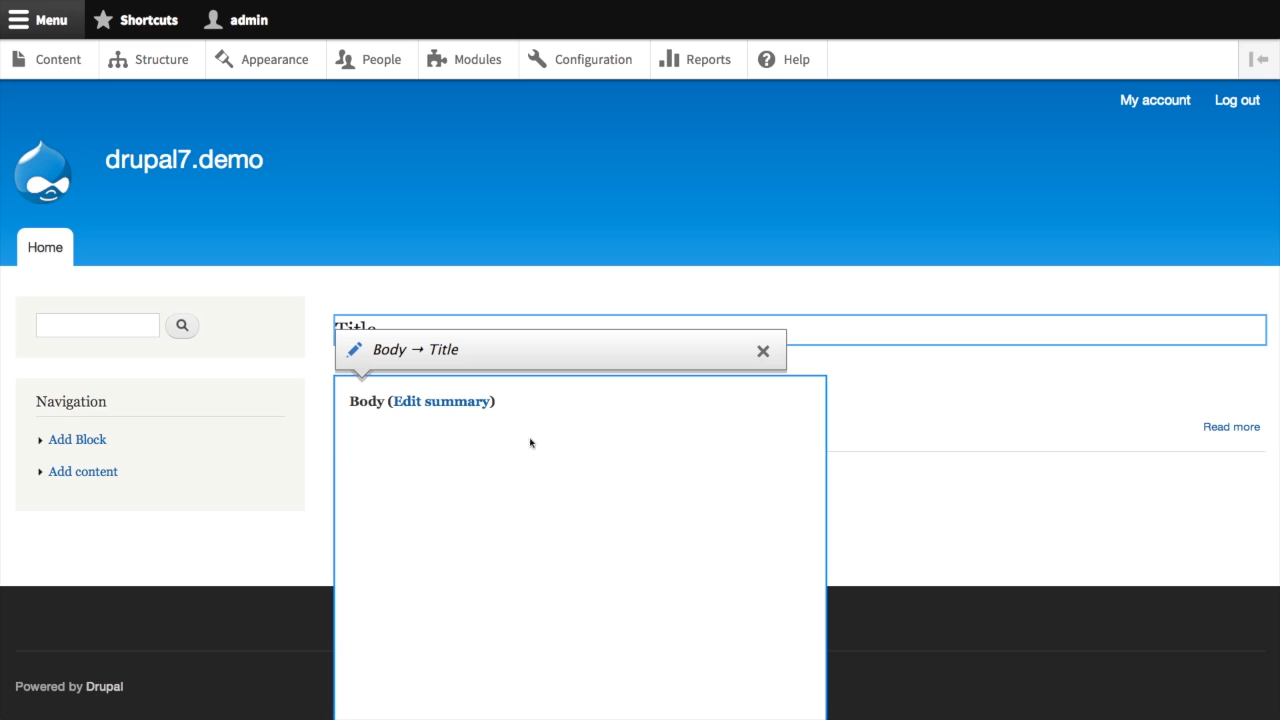 Menu Shortcuts admin
Content Structure Appearance People Modules Configuration Reports Help
My account Log out
drupal7.demo
Home
Title
Body → Title
Navigation
Body (Edit summary)
Read more
Add Block
Add content
Powered by Drupal